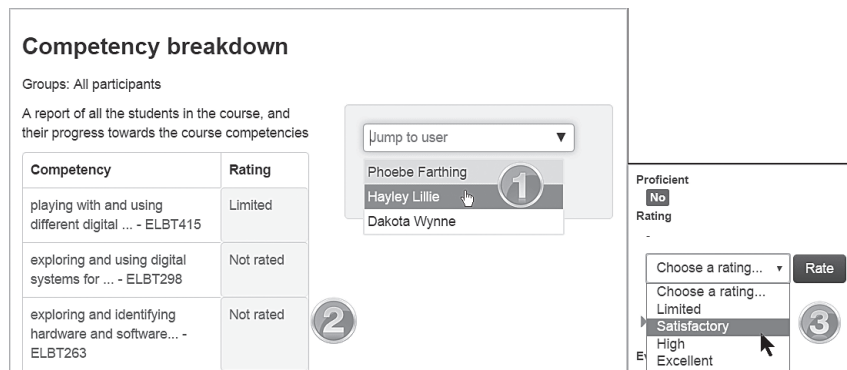 Competency breakdown
Groups: All participants
A report of all the students in the course, and
their progress towards the course competencies
Competency Rating
playing with and using
different digital ... - ELBT415
Limited
exploring and using digital
systems for ... - ELBT298
Not rated
exploring and identifying
hardware and software... -
ELBT263
Not rated
2
Jump to user
Phoebe Farthing
Hayley Lillie
Dakota Wynne
1
Proficient
No
Rating
-
Choose a rating... Rate
Choose a rating...
Limited
Satisfactory
High
Excellent
3